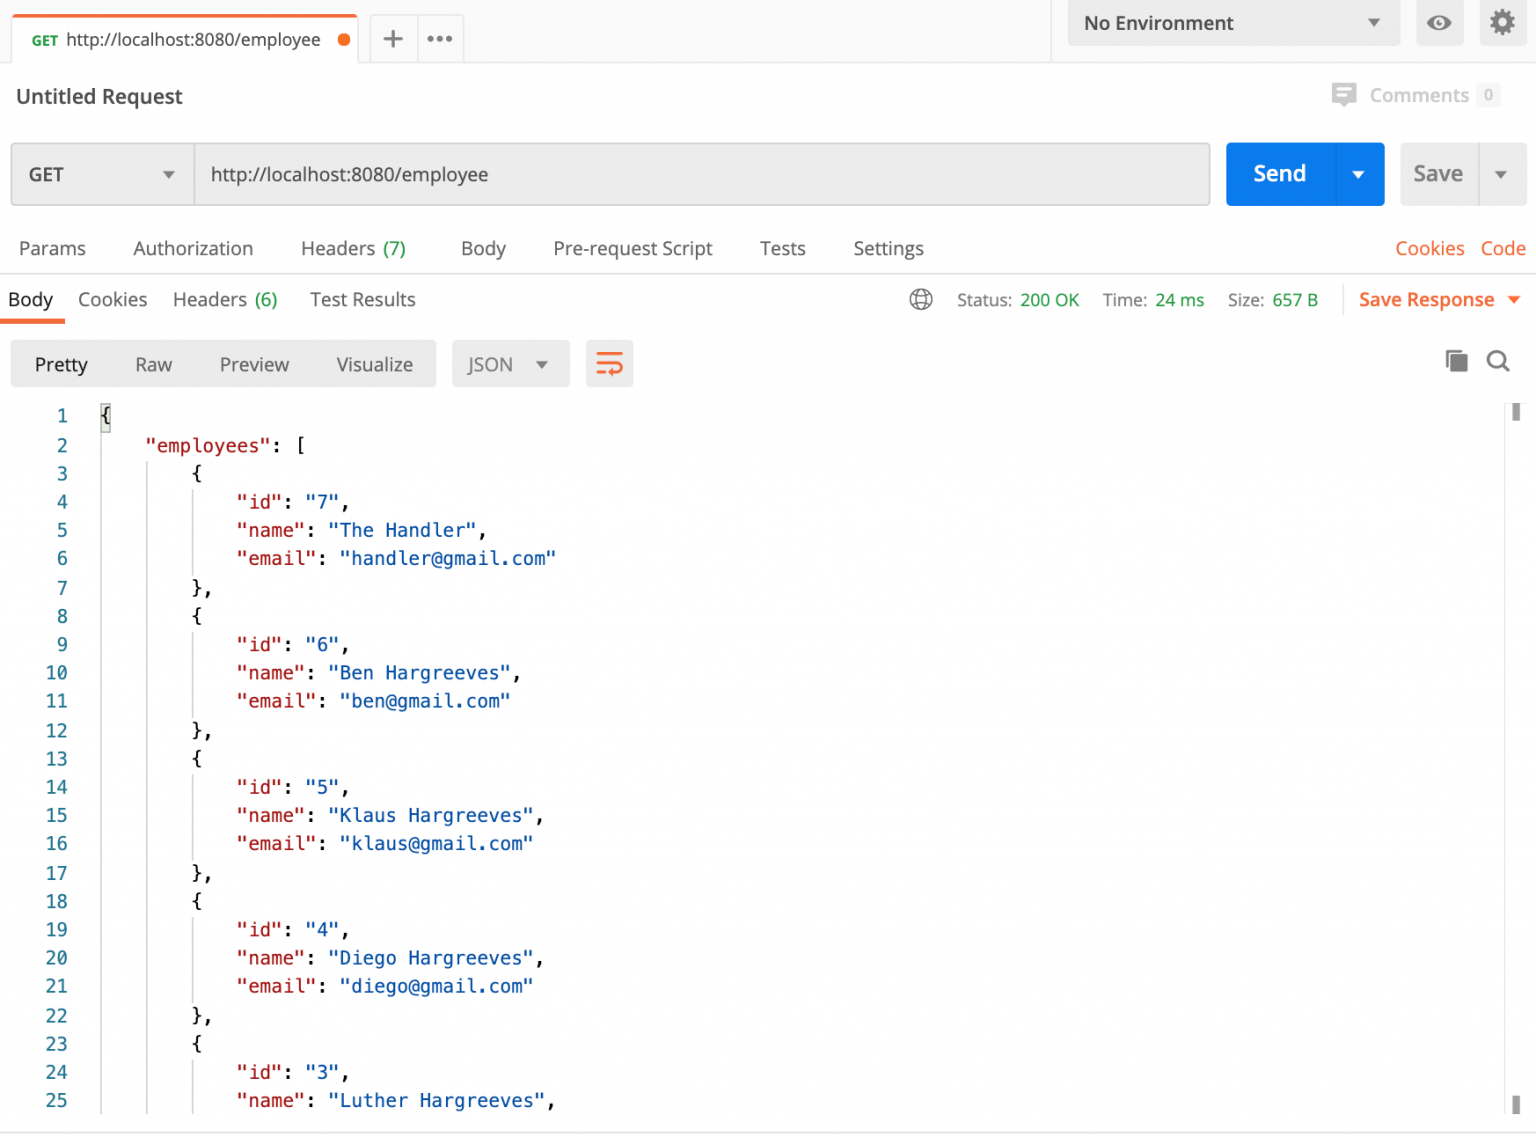 GET http://localhost:8080/employee
No Environment
Untitled Request
Comments 0
GET http://localhost:8080/employee Send Save
Params Authorization Headers (7) Body Pre-request Script Tests Settings Cookies Code
Body Cookies Headers (6) Test Results Status: 200 OK Time: 24 ms Size: 657 B Save Response
Pretty Raw Preview Visualize JSON
1 {
2 "employees": [
3 {
4 "id": "7",
5 "name": "The Handler",
6 "email": "handler@gmail.com"
7 },
8 {
9 "id": "6",
10 "name": "Ben Hargreeves",
11 "email": "ben@gmail.com"
12 },
13 {
14 "id": "5",
15 "name": "Klaus Hargreeves",
16 "email": "klaus@gmail.com"
17 },
18 {
19 "id": "4",
20 "name": "Diego Hargreeves",
21 "email": "diego@gmail.com"
22 },
23 {
24 "id": "3",
25 "name": "Luther Hargreeves",